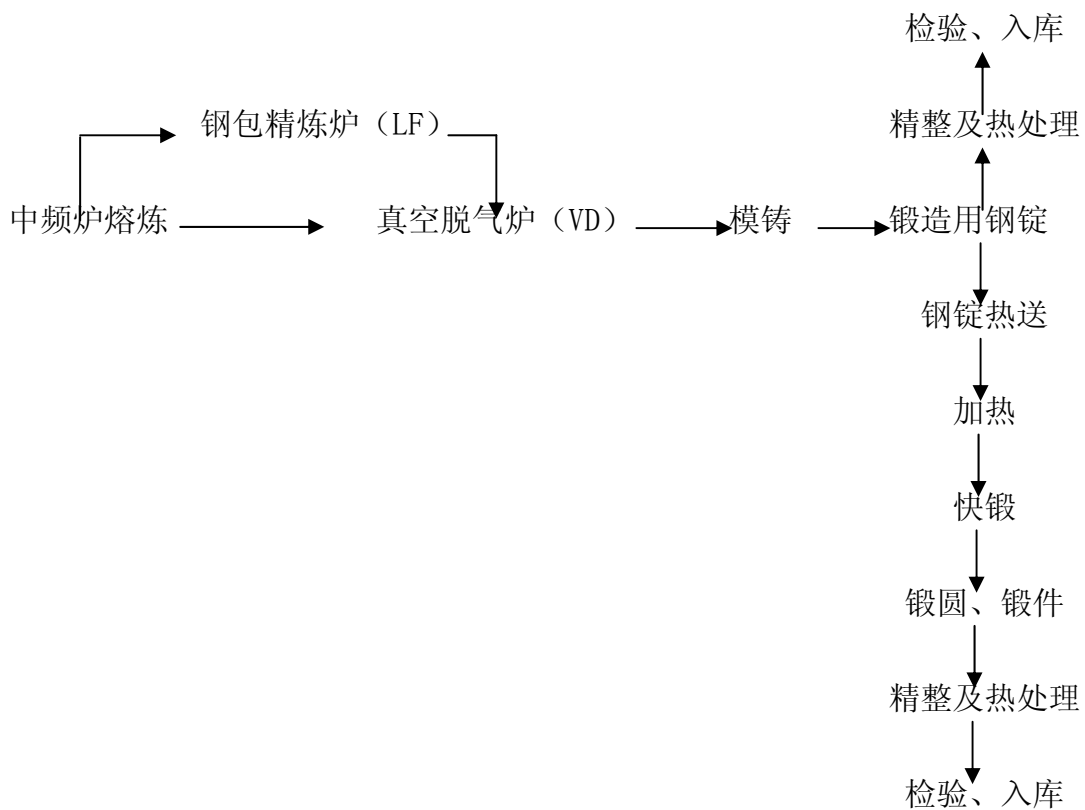 检验、入库
钢包精炼炉（LF）
精整及热处理
中频炉熔炼
真空脱气炉（VD）
模铸
锻造用钢锭
钢锭热送
加热
快锻
锻圆、锻件
精整及热处理
检验、入库